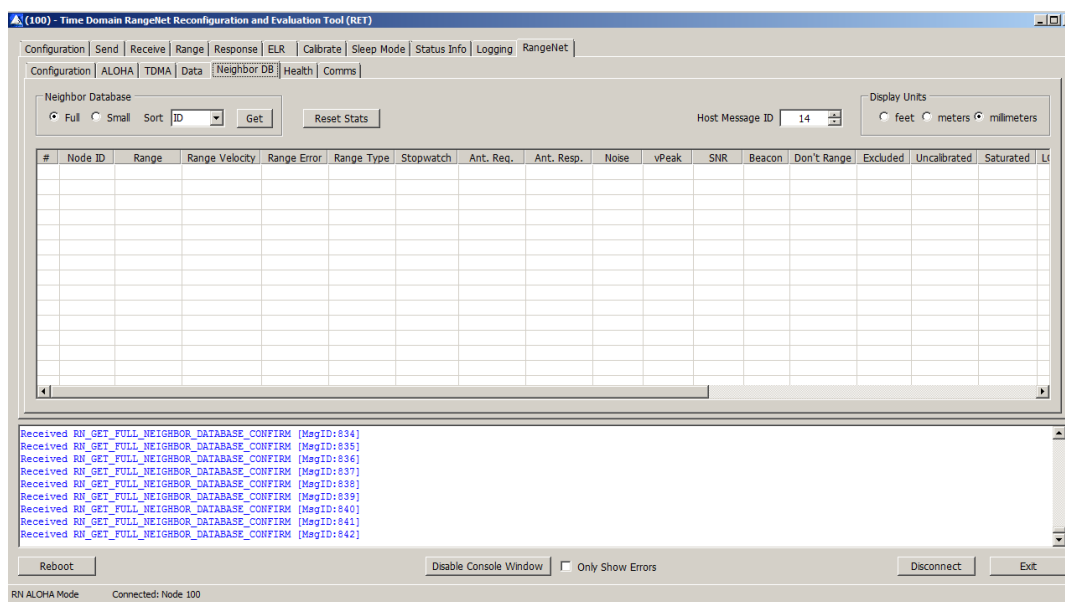 (100) - Time Domain RangeNet Reconfiguration and Evaluation Tool (RET)
Configuration Send Receive Range Response ELR Calibrate Sleep Mode Status Info Logging RangeNet
Configuration ALOHA TDMA Data Neighbor DB Health Comms
Neighbor Database
Display Units
Full Small Sort ID Get Reset Stats Host Message ID 14 feet meters milimeters
# Node ID Range Range Velocity Range Error Range Type Stopwatch Ant. Req. Ant. Resp. Noise vPeak SNR Beacon Don't Range Excluded Uncalibrated Saturated
Received RN_GET_FULL_NEIGHBOR_DATABASE_CONFIRM [MsgID:834]
Received RN_GET_FULL_NEIGHBOR_DATABASE_CONFIRM [MsgID:835]
Received RN_GET_FULL_NEIGHBOR_DATABASE_CONFIRM [MsgID:836]
Received RN_GET_FULL_NEIGHBOR_DATABASE_CONFIRM [MsgID:837]
Received RN_GET_FULL_NEIGHBOR_DATABASE_CONFIRM [MsgID:838]
Received RN_GET_FULL_NEIGHBOR_DATABASE_CONFIRM [MsgID:839]
Received RN_GET_FULL_NEIGHBOR_DATABASE_CONFIRM [MsgID:840]
Received RN_GET_FULL_NEIGHBOR_DATABASE_CONFIRM [MsgID:841]
Received RN_GET_FULL_NEIGHBOR_DATABASE_CONFIRM [MsgID:842]
Reboot Disable Console Window Only Show Errors Disconnect Exit
RN ALOHA Mode Connected: Node 100